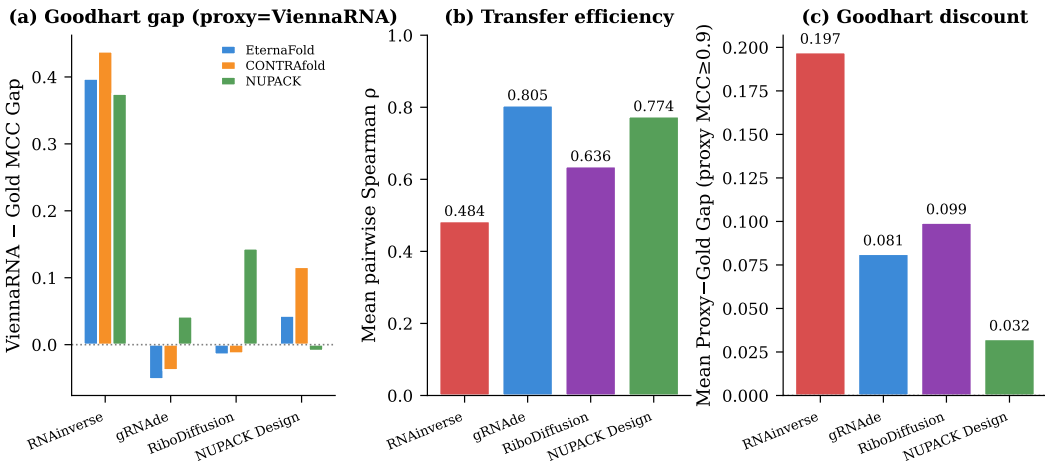 (a) Goodhart gap (proxy=ViennaRNA)
ViennaRNA − Gold MCC Gap
0.4
0.3
0.2
0.1
0.0
EternaFold
CONTRAfold
NUPACK
RNAinverse
gRNAde
RiboDiffusion
NUPACK Design
(b) Transfer efficiency
Mean pairwise Spearman ρ
1.0
0.8
0.6
0.4
0.2
0.0
0.484
0.805
0.636
0.774
RNAinverse
gRNAde
RiboDiffusion
NUPACK Design
(c) Goodhart discount
Mean Proxy−Gold Gap (proxy MCC≥0.9)
0.200
0.175
0.150
0.125
0.100
0.075
0.050
0.025
0.000
0.197
0.081
0.099
0.032
RNAinverse
gRNAde
RiboDiffusion
NUPACK Design